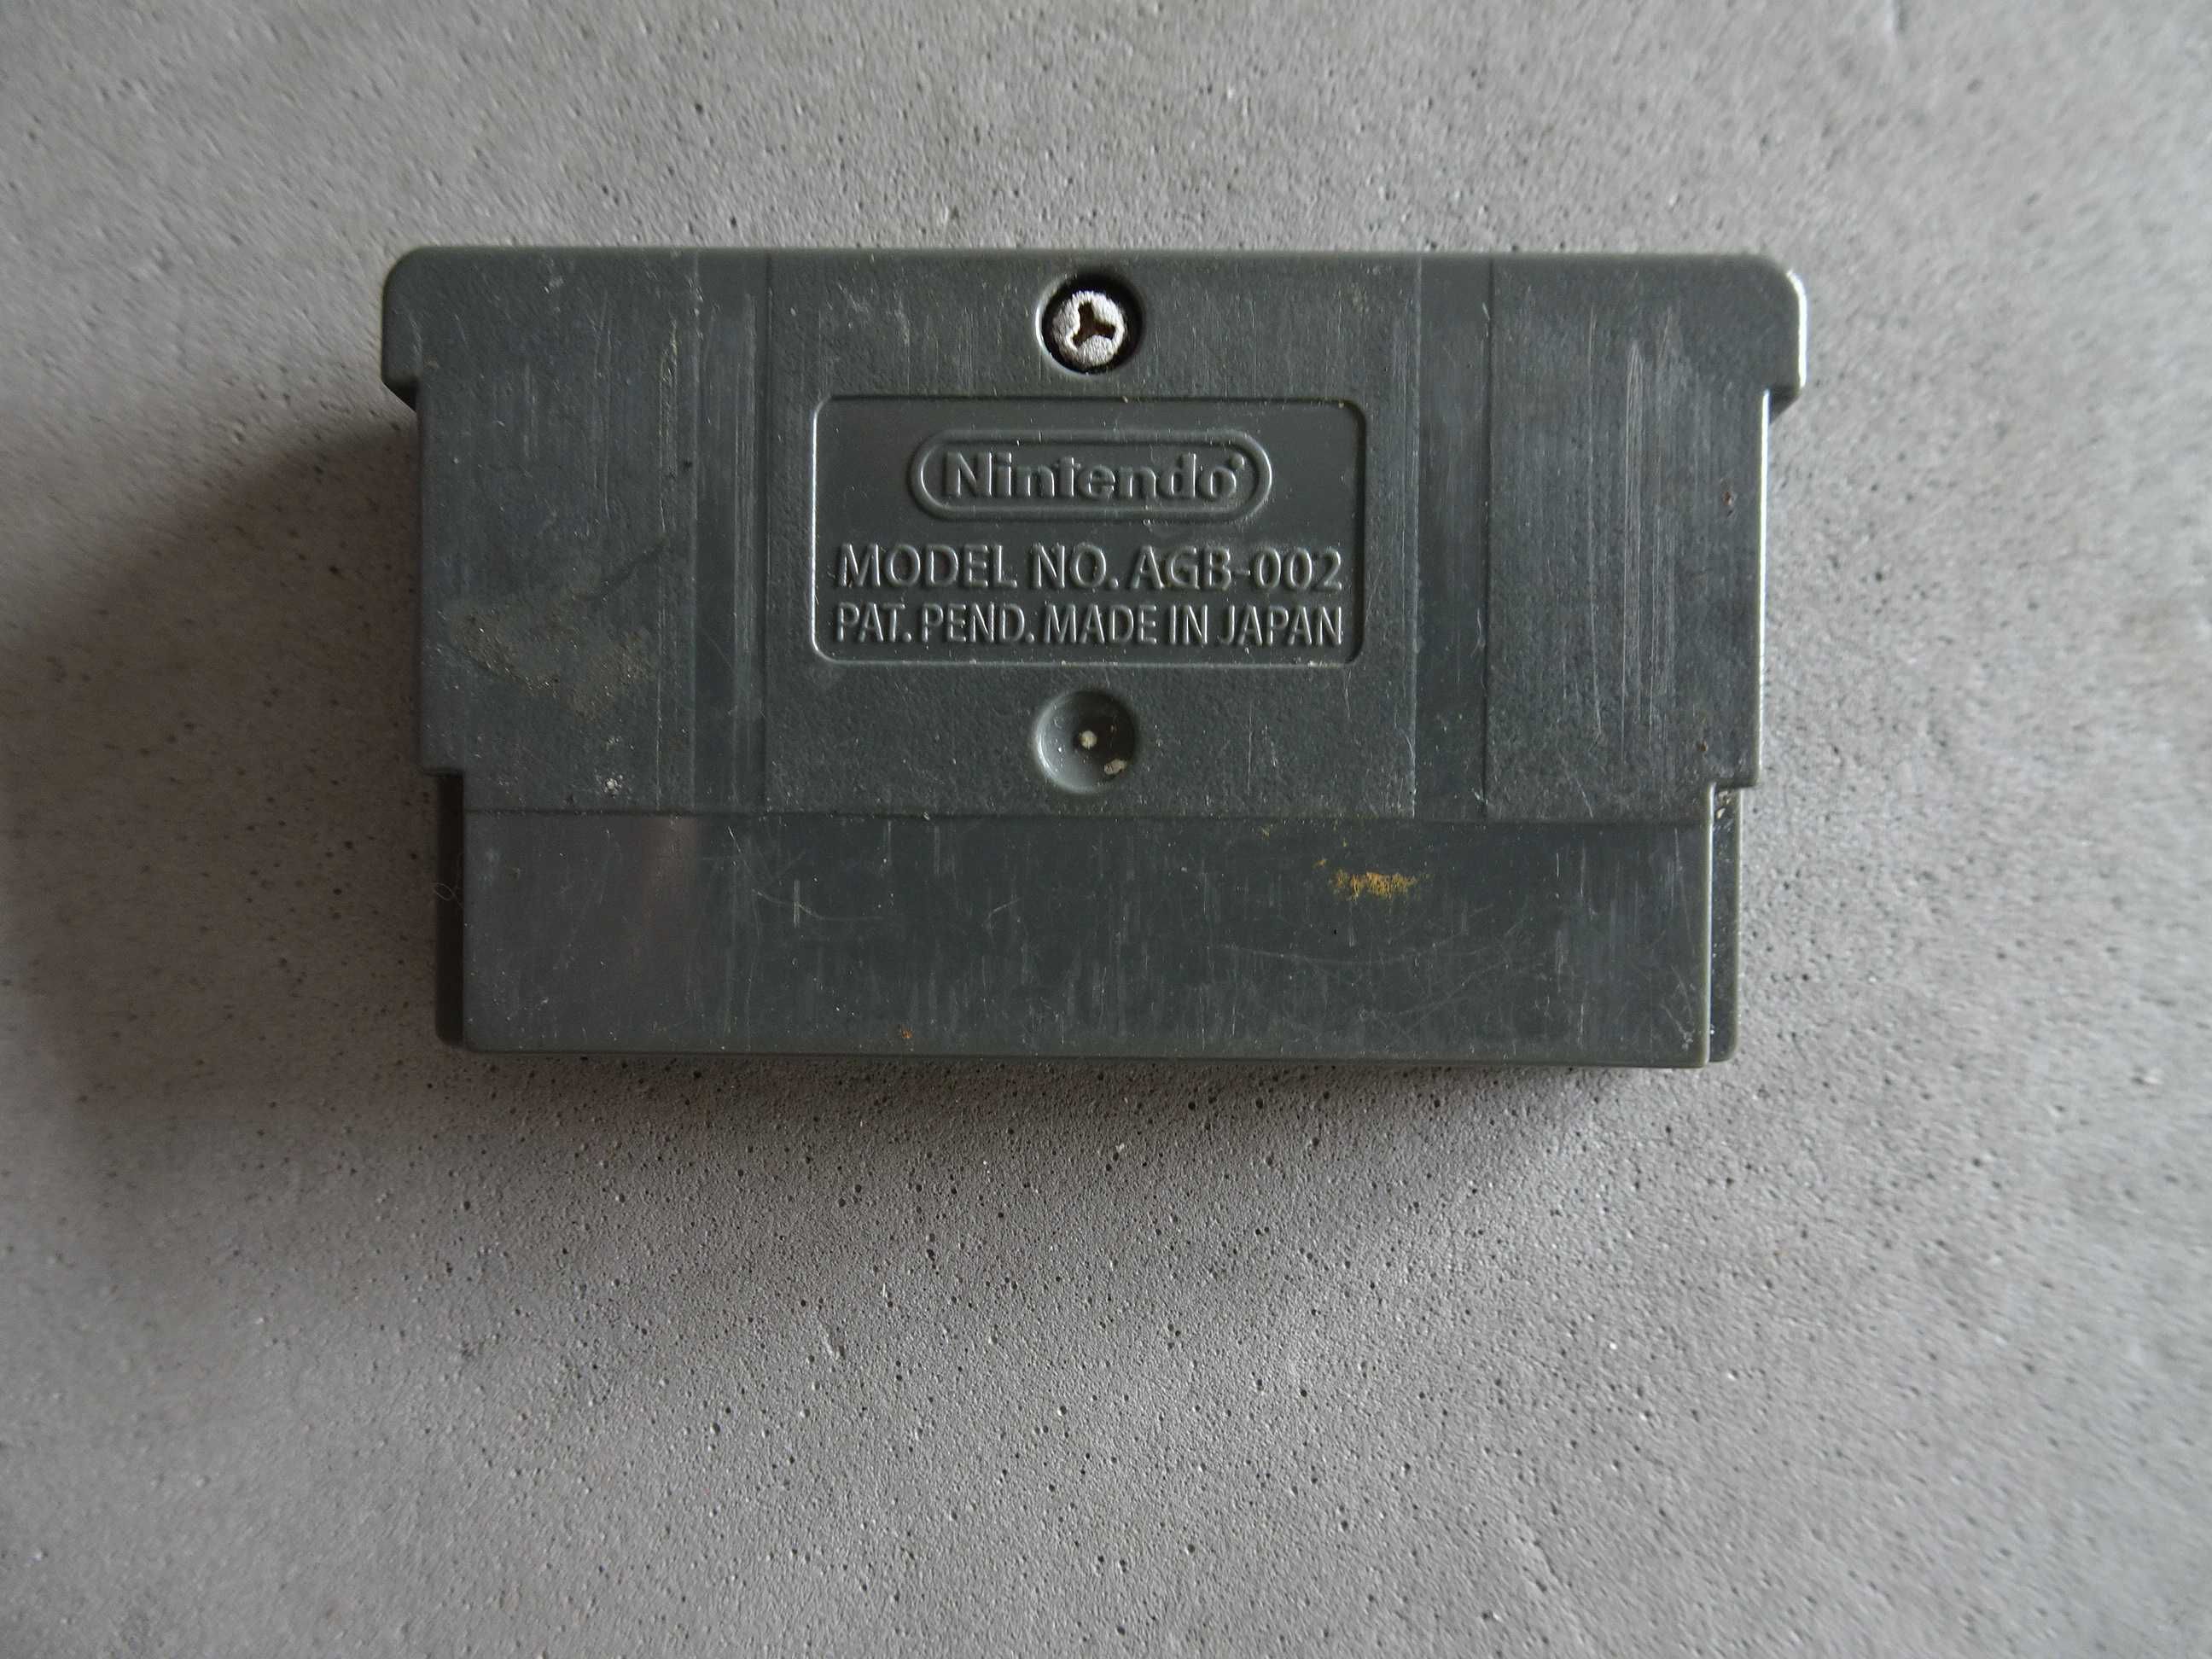 Nintendo
MODEL NO. AGB-002
PAT. PEND. MADE IN JAPAN